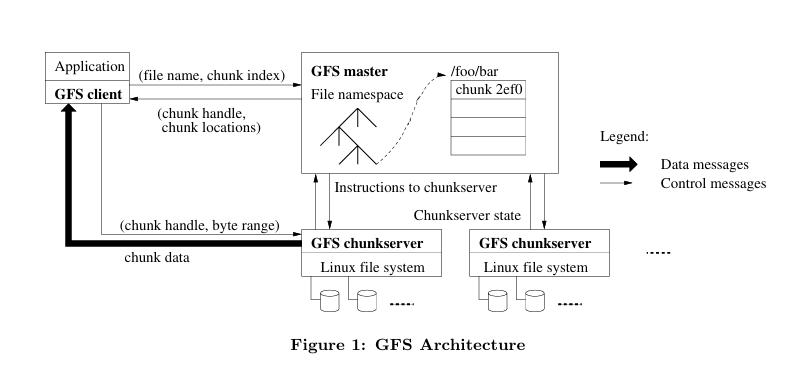 Application
GFS client
(file name, chunk index)
(chunk handle,
chunk locations)
GFS master
File namespace
/foo/bar
chunk 2ef0
Legend:
Data messages
Control messages
Instructions to chunkserver
Chunkserver state
(chunk handle, byte range)
chunk data
GFS chunkserver
Linux file system
GFS chunkserver
Linux file system
Figure 1: GFS Architecture